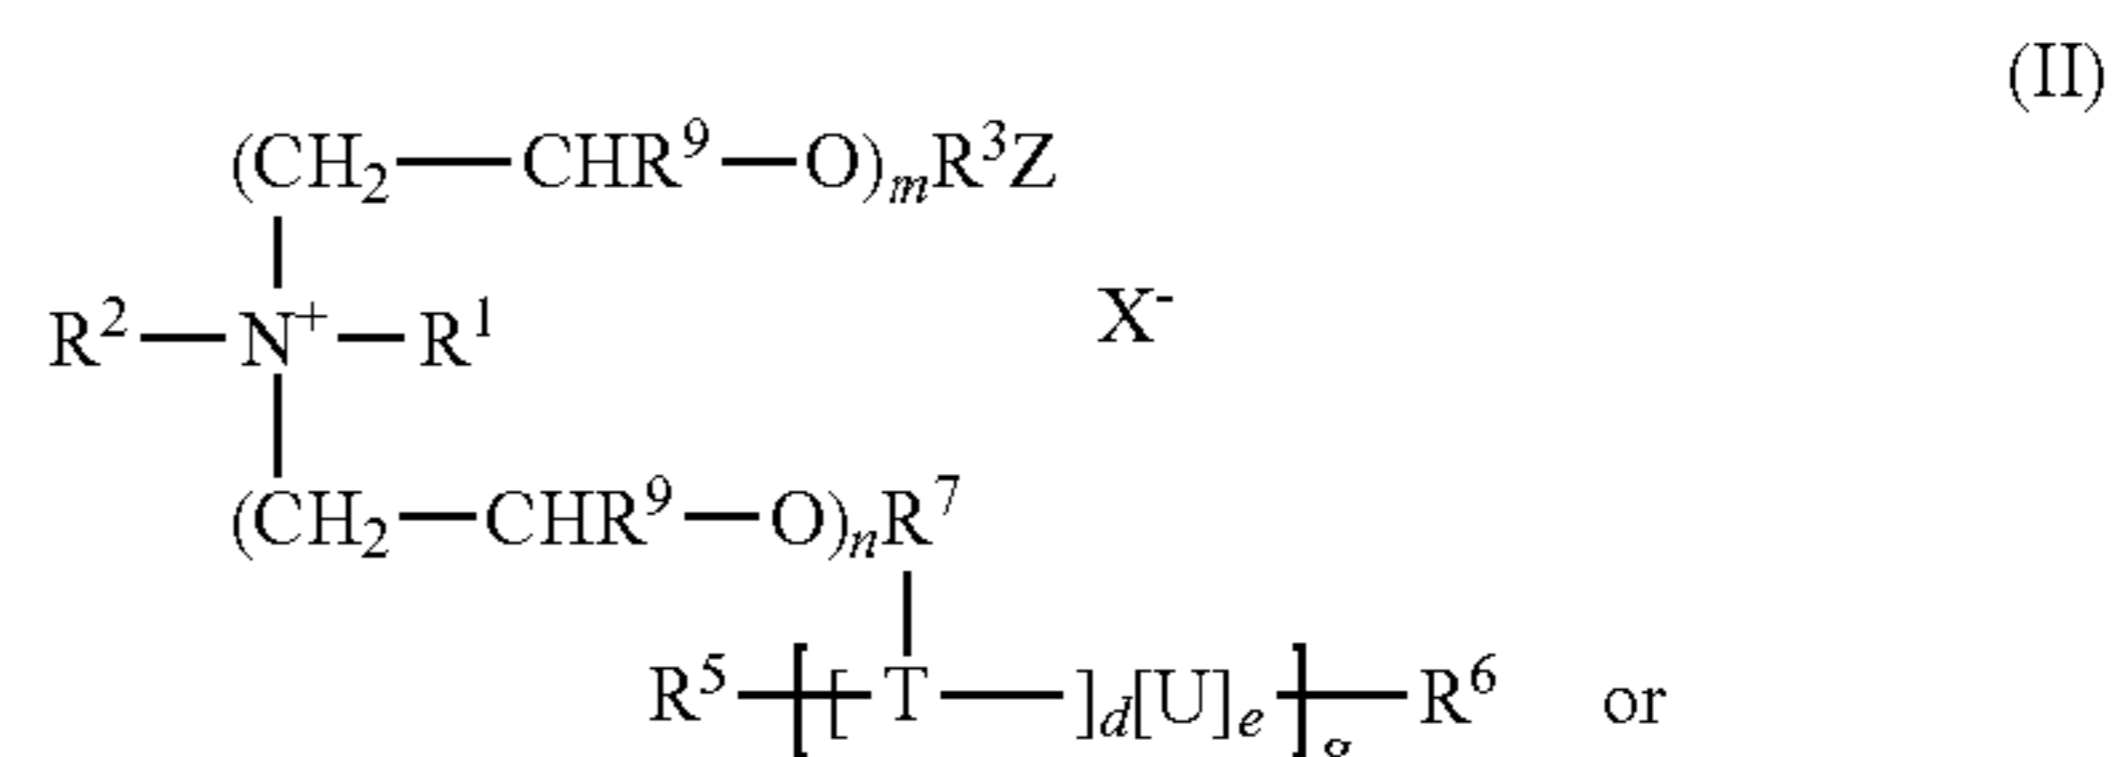 (II)
(CH₂—CHR⁹—O)ₘR³Z
R²—N⁺—R¹ X⁻
(CH₂—CHR⁹—O)ₙR⁷
R⁵—[[T—]d[U]e]g—R⁶ or